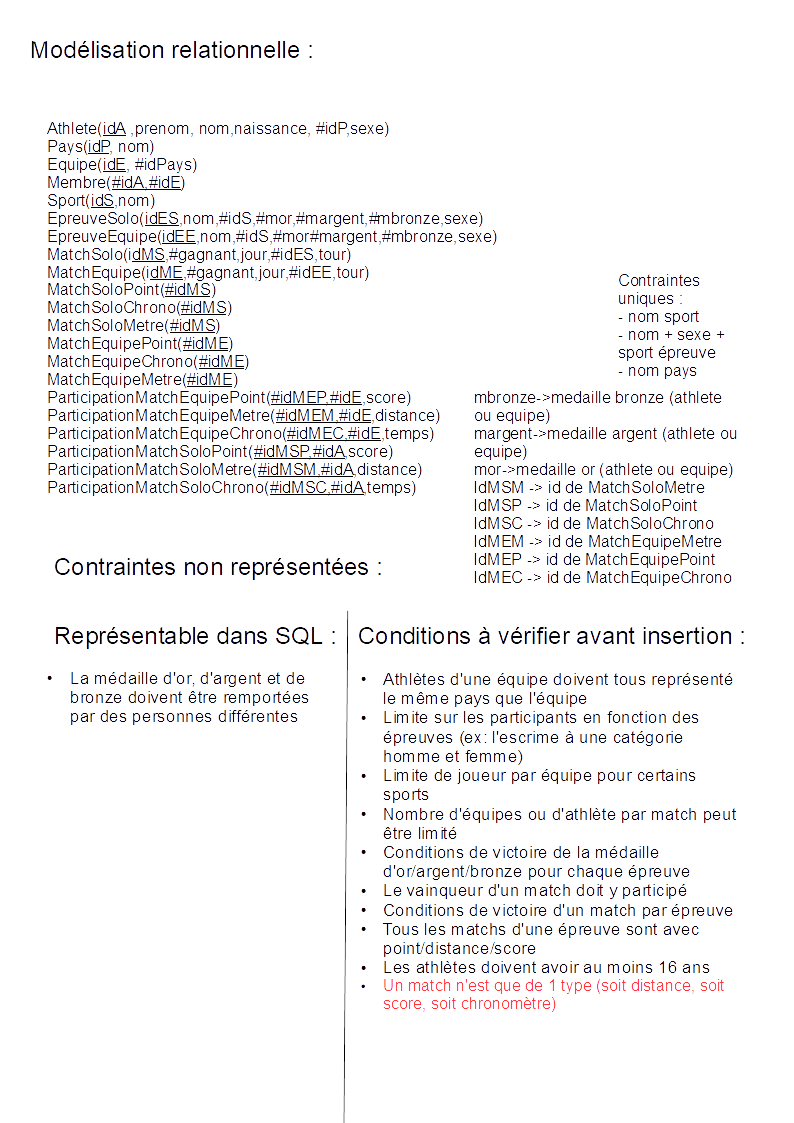 Modélisation relationnelle :
Athlete(idA ,prenom, nom,naissance, #idP,sexe)
Pays(idP, nom)
Equipe(idE, #idPays)
Membre(#idA,#idE)
Sport(idS,nom)
EpreuveSolo(idES,nom,#idS,#mor,#margent,#mbronze,sexe)
EpreuveEquipe(idEE,nom,#idS,#mor#margent,#mbronze,sexe)
MatchSolo(idMS,#gagnant,jour,#idES,tour)
MatchEquipe(idME,#gagnant,jour,#idEE,tour)
MatchSoloPoint(#idMS)
MatchSoloChrono(#idMS)
MatchSoloMetre(#idMS)
MatchEquipePoint(#idME)
MatchEquipeChrono(#idME)
MatchEquipeMetre(#idME)
ParticipationMatchEquipePoint(#idMEP,#idE,score)
ParticipationMatchEquipeMetre(#idMEM,#idE,distance)
ParticipationMatchEquipeChrono(#idMEC,#idE,temps)
ParticipationMatchSoloPoint(#idMSP,#idA,score)
ParticipationMatchSoloMetre(#idMSM,#idA,distance)
ParticipationMatchSoloChrono(#idMSC,#idA,temps)
Contraintes
uniques :
- nom sport
- nom + sexe +
sport épreuve
- nom pays
mbronze->medaille bronze (athlete
ou equipe)
margent->medaille argent (athlete ou
equipe)
mor->medaille or (athlete ou equipe)
IdMSM -> id de MatchSoloMetre
IdMSP -> id de MatchSoloPoint
IdMSC -> id de MatchSoloChrono
IdMEM -> id de MatchEquipeMetre
IdMEP -> id de MatchEquipePoint
IdMEC -> id de MatchEquipeChrono
Contraintes non représentées :
Représentable dans SQL :
• La médaille d'or, d'argent et de
bronze doivent être remportées
par des personnes différentes
Conditions à vérifier avant insertion :
• Athlètes d'une équipe doivent tous représenté
le même pays que l'équipe
• Limite sur les participants en fonction des
épreuves (ex: l'escrime à une catégorie
homme et femme)
• Limite de joueur par équipe pour certains
sports
• Nombre d'équipes ou d'athlète par match peut
être limité
• Conditions de victoire de la médaille
d'or/argent/bronze pour chaque épreuve
• Le vainqueur d'un match doit y participé
• Conditions de victoire d'un match par épreuve
• Tous les matchs d'une épreuve sont avec
point/distance/score
• Les athlètes doivent avoir au moins 16 ans
• Un match n'est que de 1 type (soit distance, soit
score, soit chronomètre)